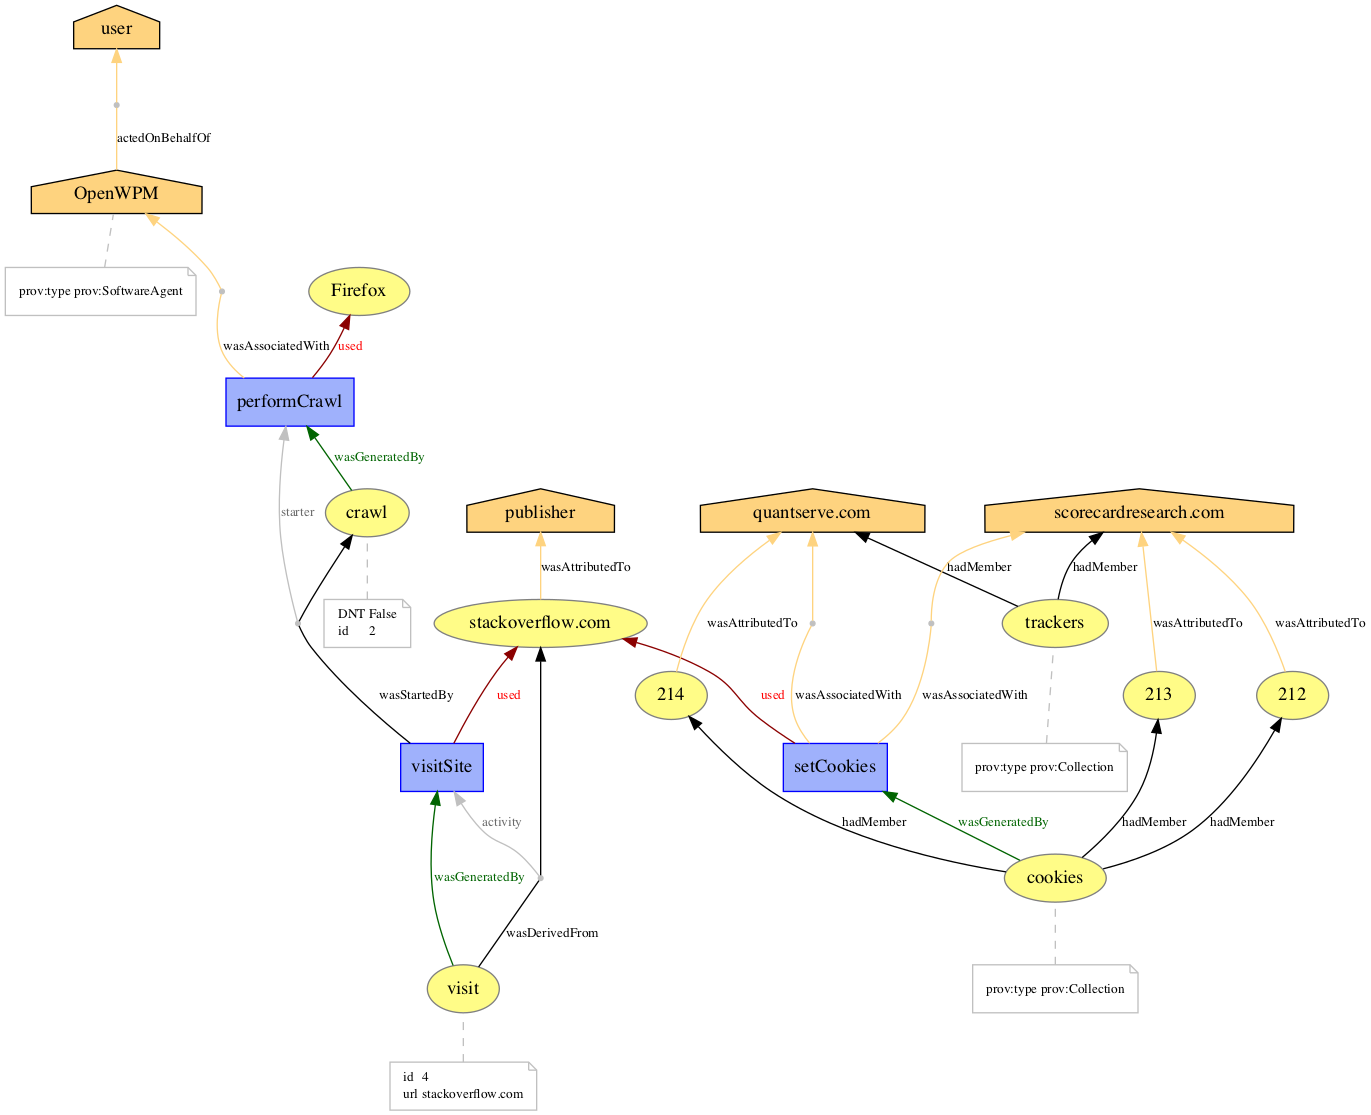 user
actedOnBehalfOf
OpenWPM
prov:type prov:SoftwareAgent
Firefox
wasAssociatedWith
used
performCrawl
wasGeneratedBy
starter
crawl
publisher
quantserve.com
scorecardresearch.com
wasAttributedTo
hadMember
hadMember
DNT False
id 2
stackoverflow.com
trackers
wasAttributedTo
wasAttributedTo
wasAttributedTo
wasStartedBy
used
214
used
wasAssociatedWith
wasAssociatedWith
213
212
visitSite
setCookies
prov:type prov:Collection
activity
hadMember
wasGeneratedBy
hadMember
hadMember
wasGeneratedBy
cookies
wasDerivedFrom
visit
prov:type prov:Collection
id 4
url stackoverflow.com